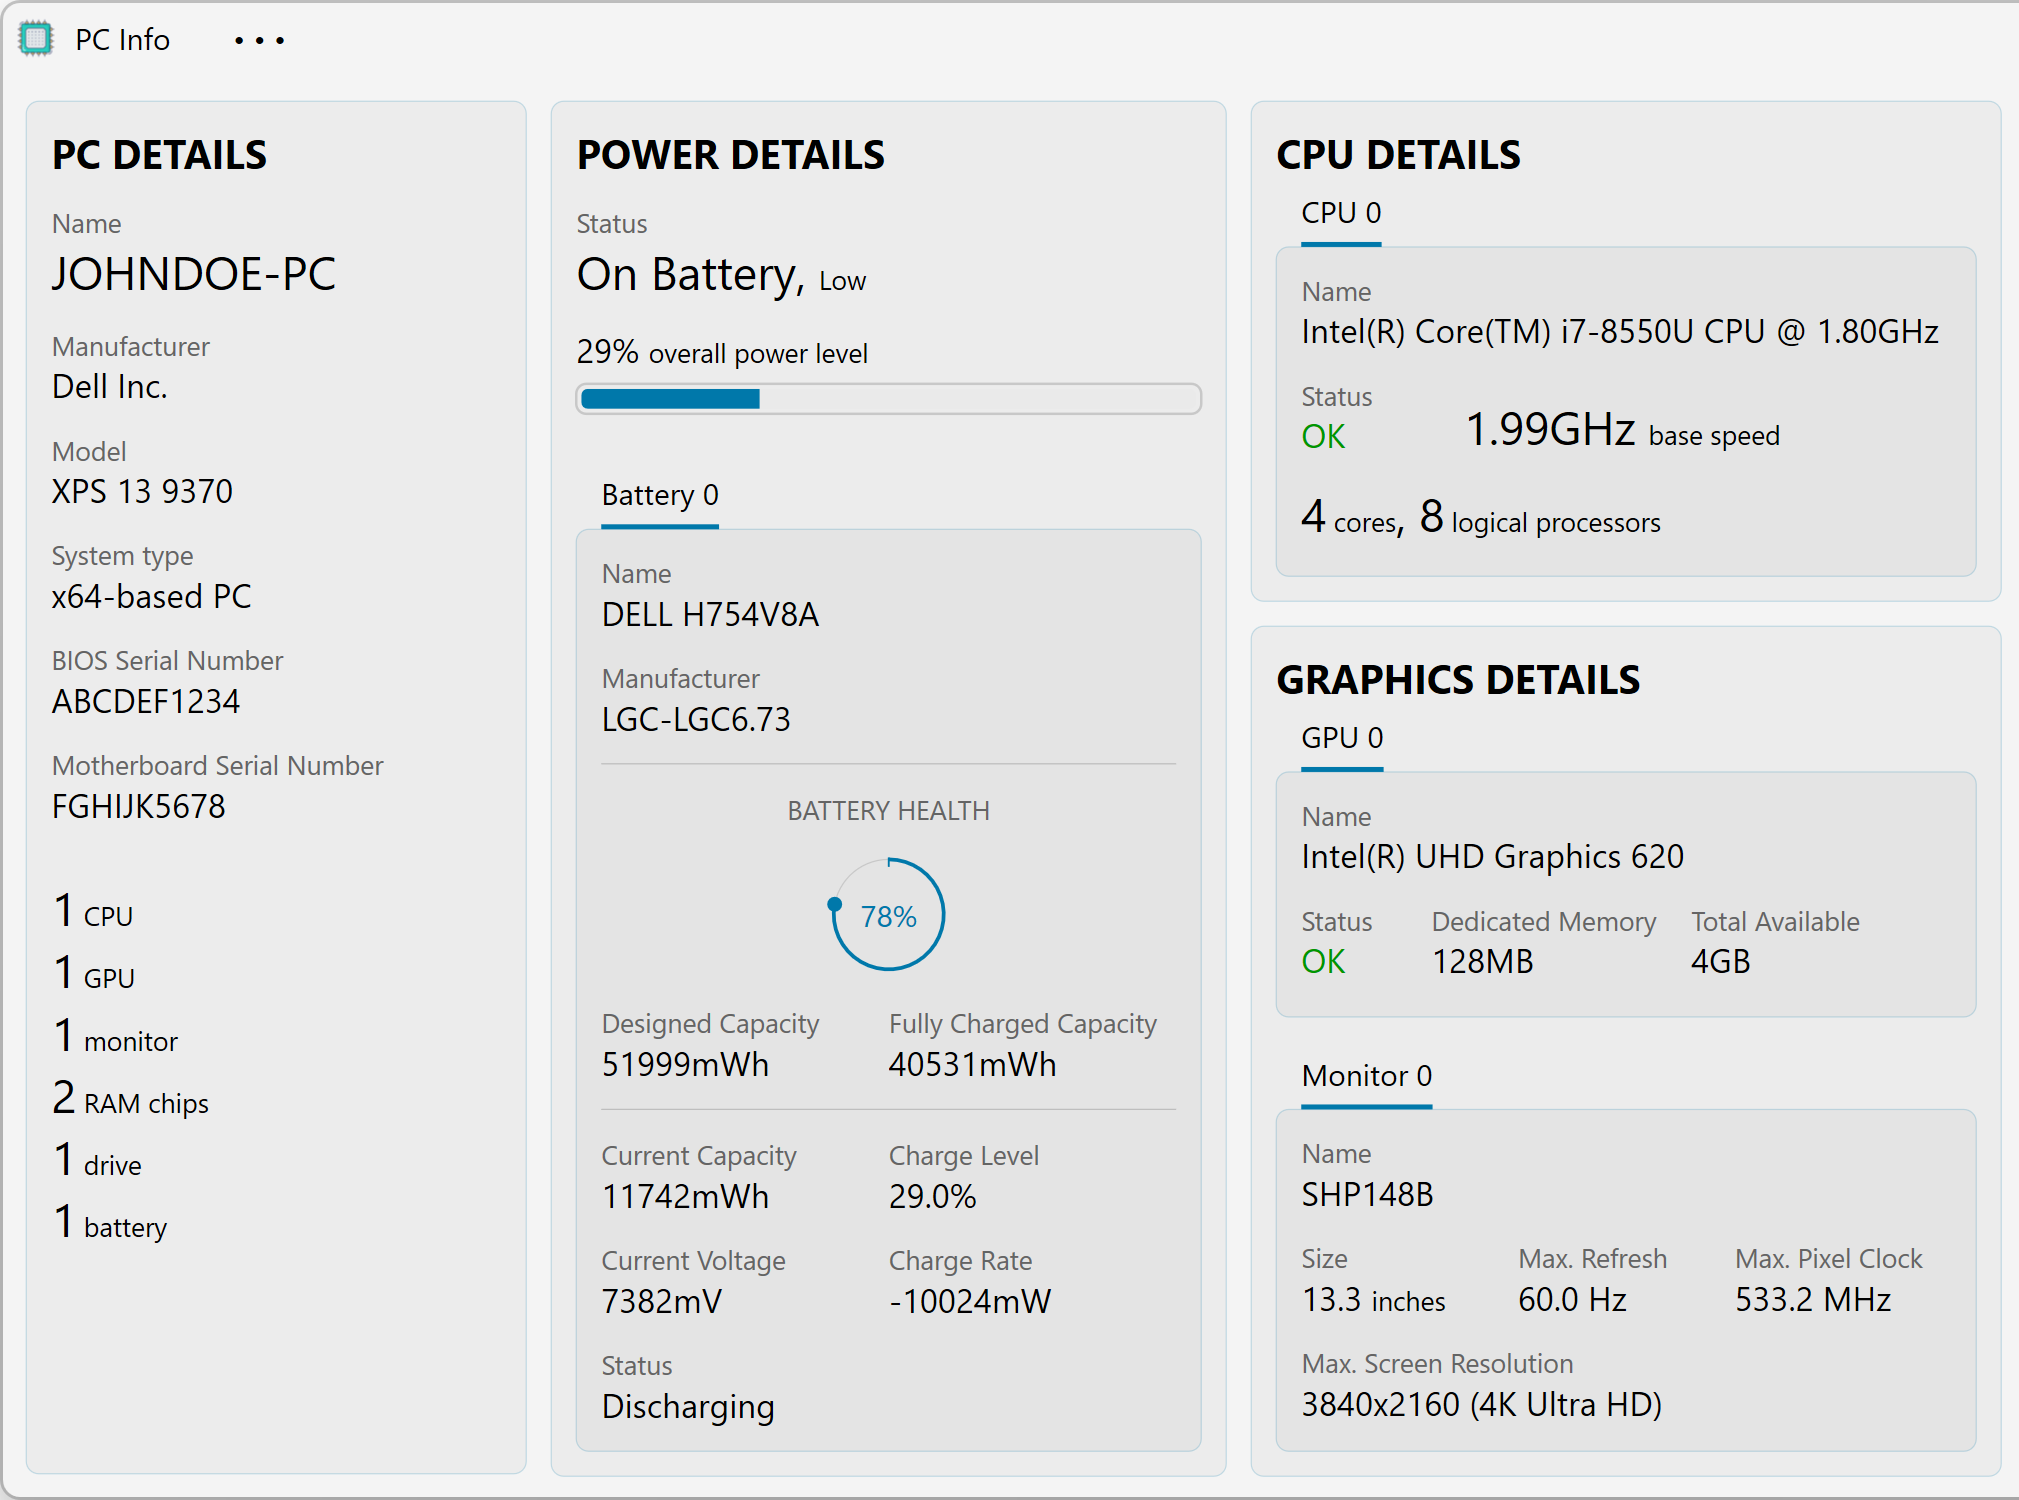 PC Info
PC DETAILS
Name
JOHNDOE-PC
Manufacturer
Dell Inc.
Model
XPS 13 9370
System type
x64-based PC
BIOS Serial Number
ABCDEF1234
Motherboard Serial Number
FGHIJK5678
1 CPU
1 GPU
1 monitor
2 RAM chips
1 drive
1 battery
POWER DETAILS
Status
On Battery, Low
29% overall power level
Battery 0
Name
DELL H754V8A
Manufacturer
LGC-LGC6.73
BATTERY HEALTH
78%
Designed Capacity Fully Charged Capacity
51999mWh 40531mWh
Current Capacity Charge Level
11742mWh 29.0%
Current Voltage Charge Rate
7382mV -10024mW
Status
Discharging
CPU DETAILS
CPU 0
Name
Intel(R) Core(TM) i7-8550U CPU @ 1.80GHz
Status
OK 1.99GHz base speed
4 cores, 8 logical processors
GRAPHICS DETAILS
GPU 0
Name
Intel(R) UHD Graphics 620
Status Dedicated Memory Total Available
OK 128MB 4GB
Monitor 0
Name
SHP148B
Size Max. Refresh Max. Pixel Clock
13.3 inches 60.0 Hz 533.2 MHz
Max. Screen Resolution
3840x2160 (4K Ultra HD)